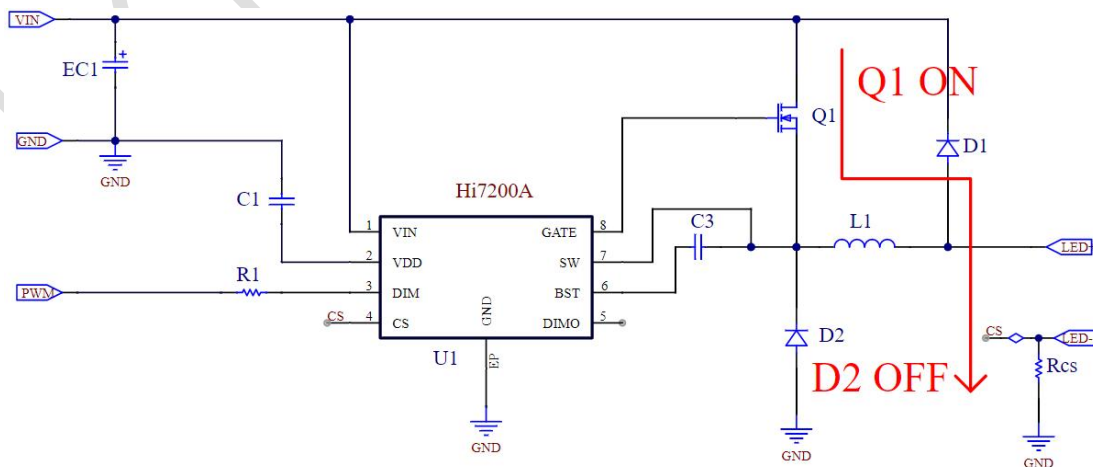 VIN
EC1
+
Q1 ON
Q1
GND
D1
GND
Hi7200A
C1
C3
L1
1
VIN
GATE
8
2
VDD
SW
7
LED+
R1
PWM
3
DIM
BST
6
CS
4
CS
GND
DIMO
5
D2
CS
LED-
U1
EP
D2 OFF
Rcs
GND
GND
GND